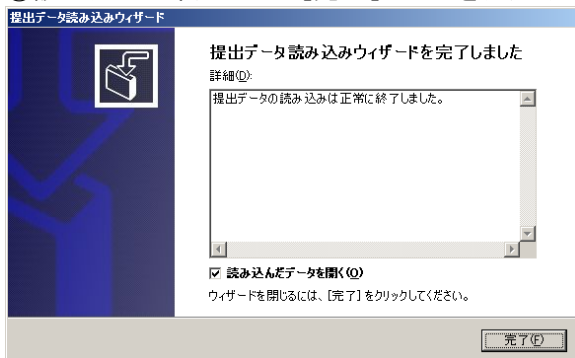 提出データ読み込みウィザード
提出データ読み込みウィザードを完了しました
詳細(D):
提出データの読み込みは正常に終了しました。
読み込んだデータを開く(O)
ウィザードを閉じるには、[完了] をクリックしてください。
完了(F)